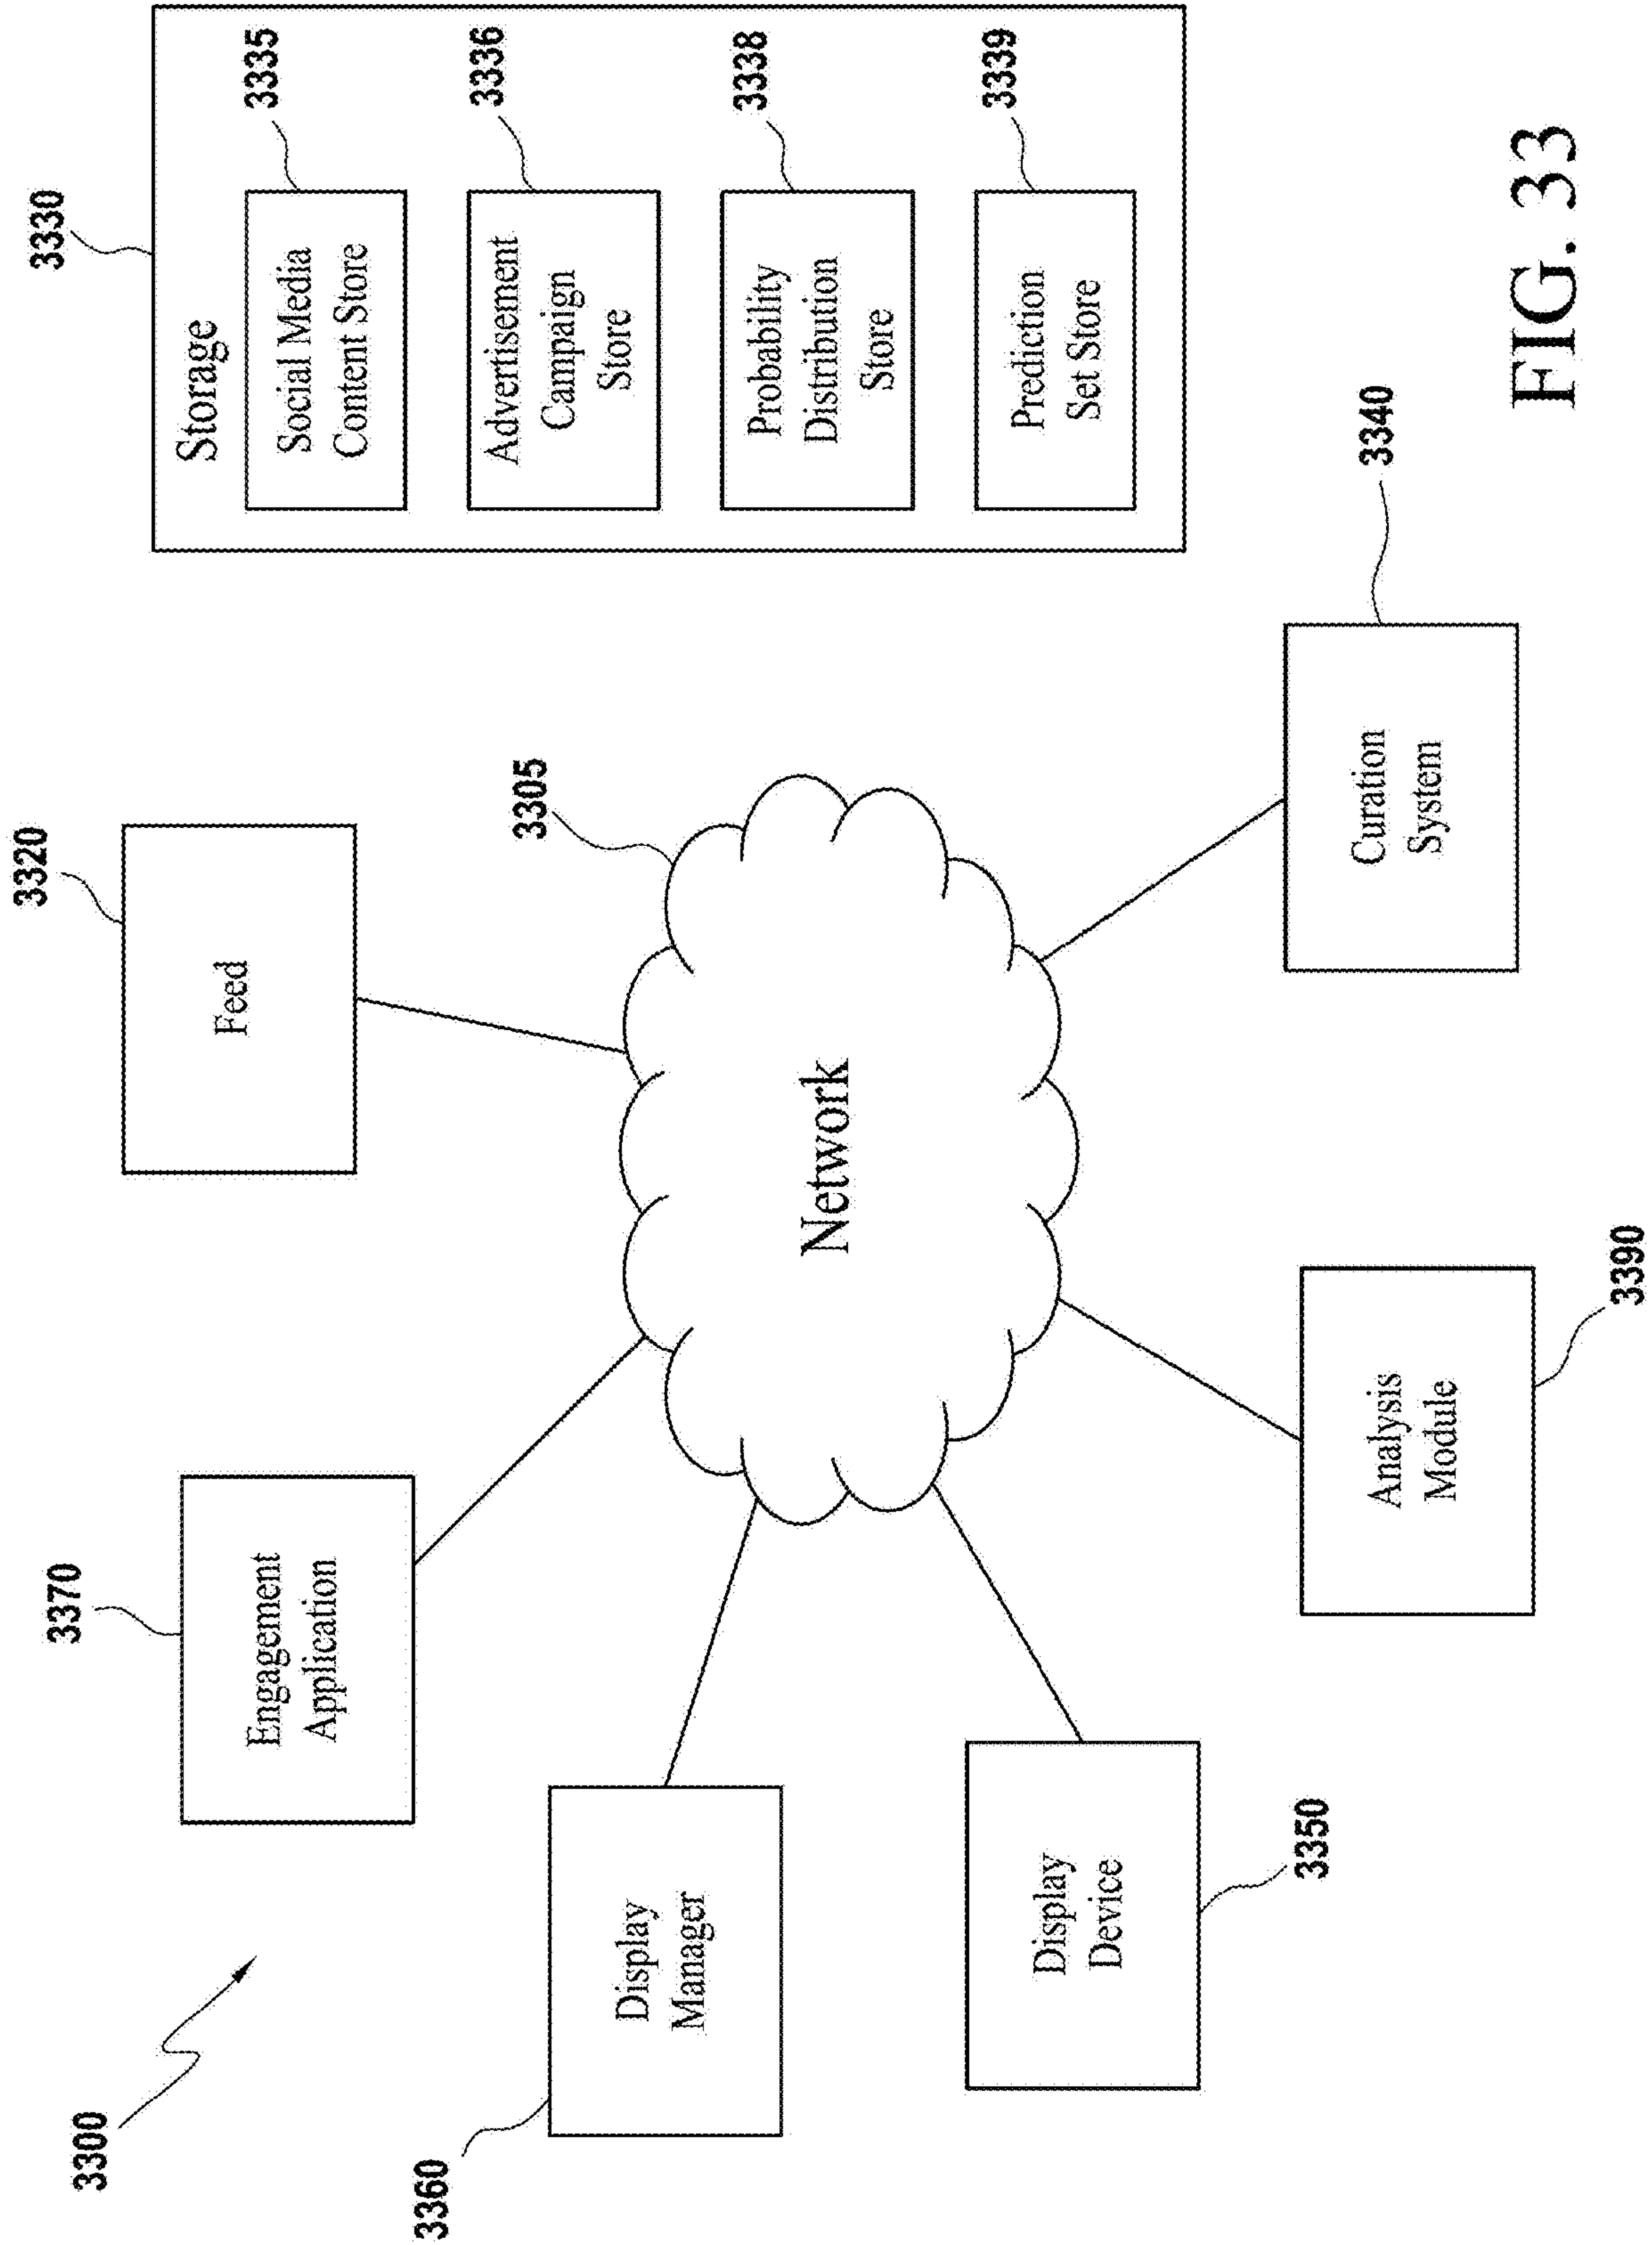 3300
3370
Engagement
Application
3320
Feed
3330
Storage
3335
Social Media
Content Store
3336
Advertisement
Campaign
Store
3338
Probability
Distribution
Store
3339
Prediction
Set Store
3360
Display
Manager
3305
Network
3350
Display
Device
3390
Analysis
Module
3340
Curation
System
FIG. 33